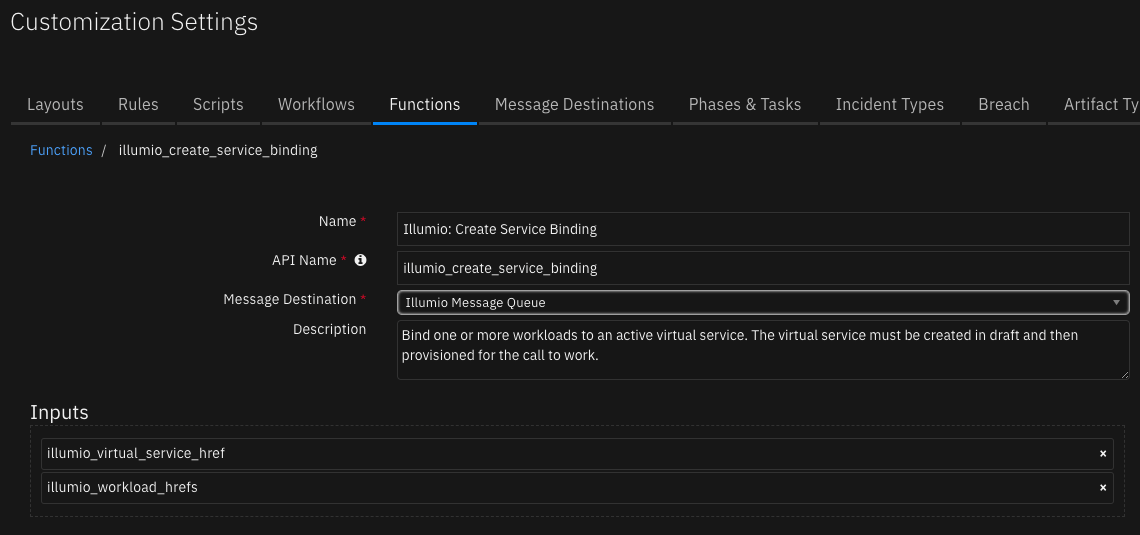 Customization Settings
Layouts Rules Scripts Workflows Functions Message Destinations Phases & Tasks Incident Types Breach Artifact Ty
Functions / illumio_create_service_binding
Name * Illumio: Create Service Binding
API Name * illumio_create_service_binding
Message Destination * Illumio Message Queue
Description Bind one or more workloads to an active virtual service. The virtual service must be created in draft and then
provisioned for the call to work.
Inputs
illumio_virtual_service_href ×
illumio_workload_hrefs ×